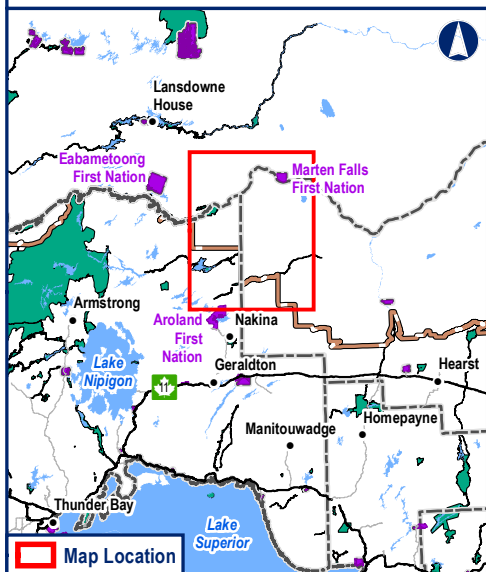 Lansdowne
House
Eabametoong
First Nation
Marten Falls
First Nation
Armstrong
Aroland
First
Nation
Nakina
Lake
Nipigon
Geraldton
11
Hearst
Manitouwadge
Homepayne
Thunder Bay
Lake
Superior
Map Location